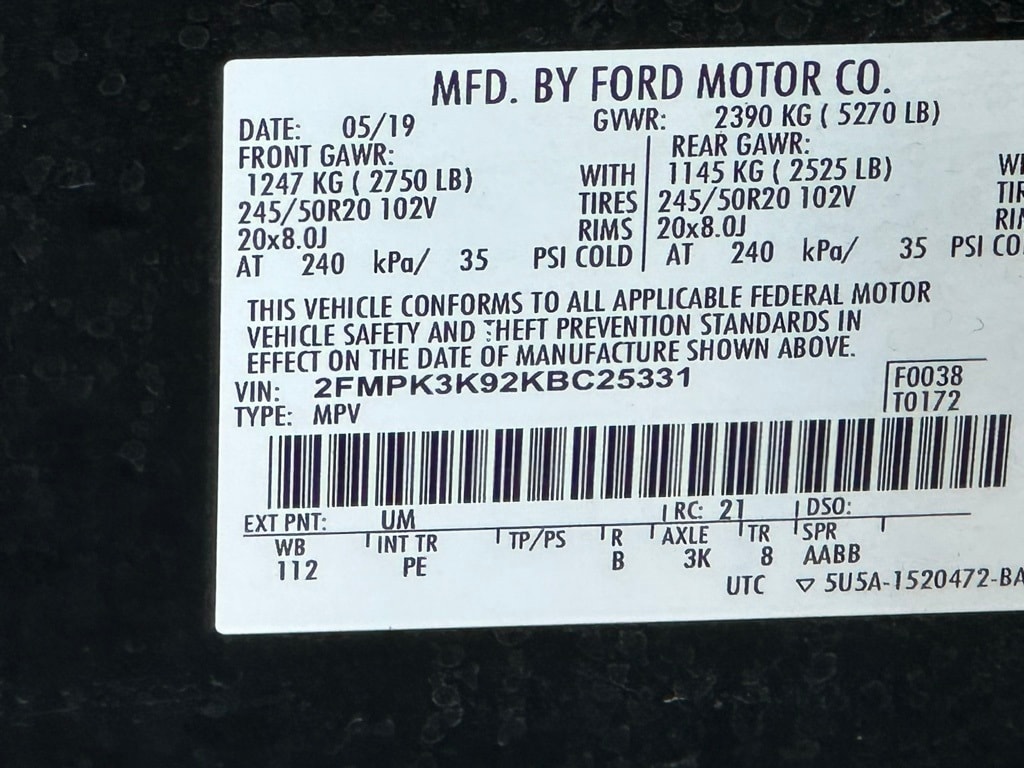 MFD. BY FORD MOTOR CO.
DATE: 05/19 GVWR: 2390 KG ( 5270 LB)
FRONT GAWR: REAR GAWR:
1247 KG ( 2750 LB) WITH 1145 KG ( 2525 LB)
245/50R20 102V TIRES 245/50R20 102V
20x8.0J RIMS 20x8.0J
AT 240 kPa/ 35 PSI COLD AT 240 kPa/ 35 PSI CO
THIS VEHICLE CONFORMS TO ALL APPLICABLE FEDERAL MOTOR
VEHICLE SAFETY AND THEFT PREVENTION STANDARDS IN
EFFECT ON THE DATE OF MANUFACTURE SHOWN ABOVE.
VIN: 2FMPK3K92KBC25331 F0038
TYPE: MPV T0172
EXT PNT: UM RC: 21 DSO:
WB INT TR TP/PS R AXLE TR SPR
112 PE B 3K 8 AABB
UTC ▽ 5U5A-1520472-BA